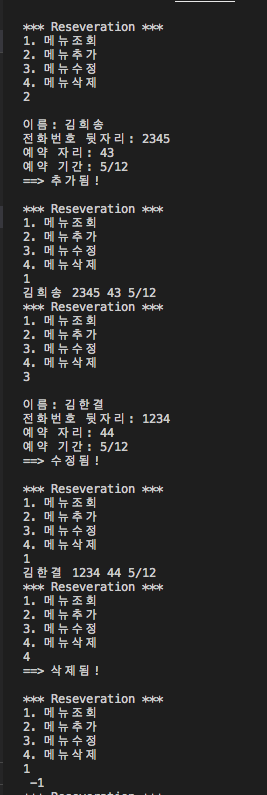 *** Reseveration ***
1. 메뉴조회
2. 메뉴추가
3. 메뉴수정
4. 메뉴삭제
2
이름: 김희송
전화번호 뒷자리: 2345
예약 자리: 43
예약 기간: 5/12
==> 추가됨!
*** Reseveration ***
1. 메뉴조회
2. 메뉴추가
3. 메뉴수정
4. 메뉴삭제
1
김희송 2345 43 5/12
*** Reseveration ***
1. 메뉴조회
2. 메뉴추가
3. 메뉴수정
4. 메뉴삭제
3
이름: 김한결
전화번호 뒷자리: 1234
예약 자리: 44
예약 기간: 5/12
==> 수정됨!
*** Reseveration ***
1. 메뉴조회
2. 메뉴추가
3. 메뉴수정
4. 메뉴삭제
1
김한결 1234 44 5/12
*** Reseveration ***
1. 메뉴조회
2. 메뉴추가
3. 메뉴수정
4. 메뉴삭제
4
==> 삭제됨!
*** Reseveration ***
1. 메뉴조회
2. 메뉴추가
3. 메뉴수정
4. 메뉴삭제
1
-1